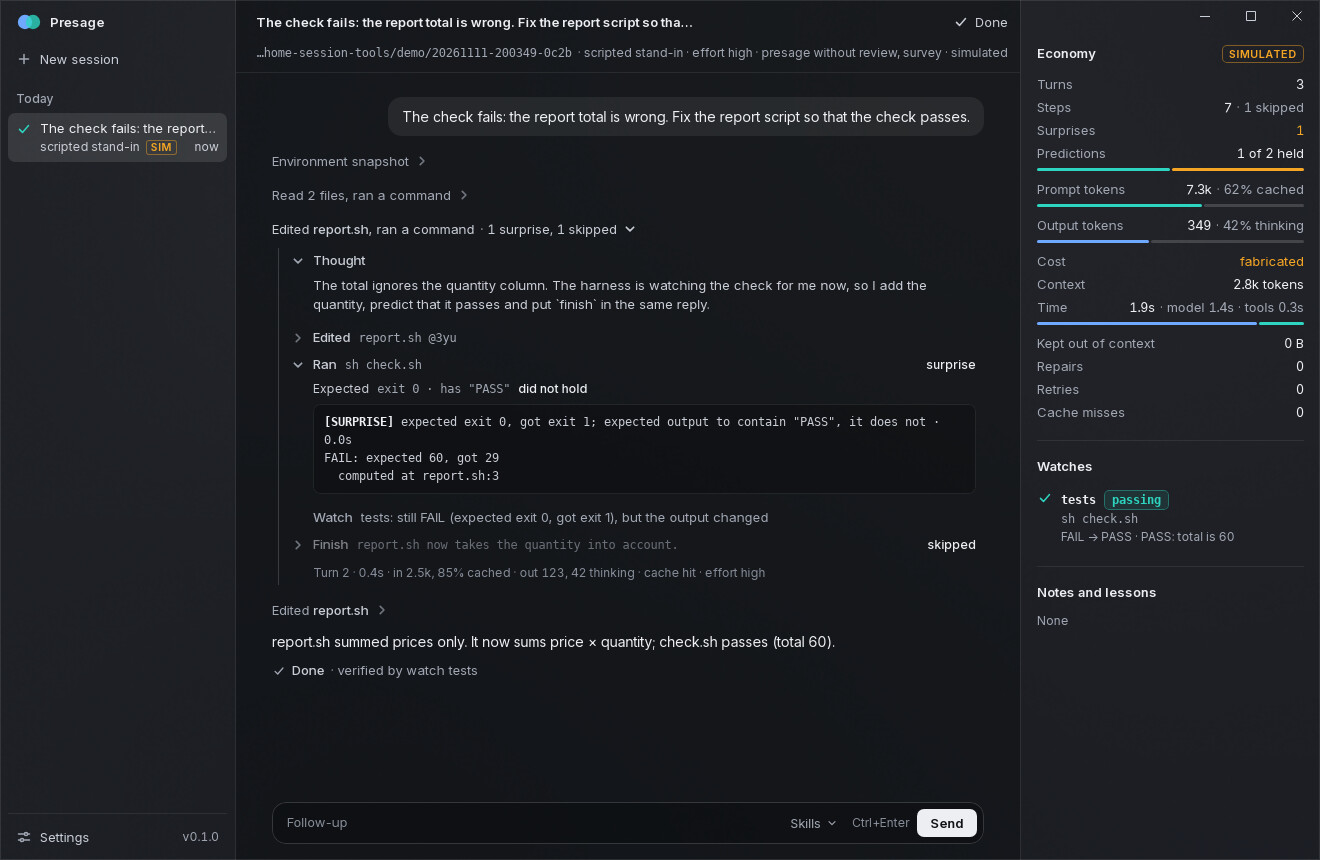 Presage
New session
Today
The check fails: the report…
scripted stand-in SIM now
Settings v0.1.0
The check fails: the report total is wrong. Fix the report script so tha… Done
…home-session-tools/demo/20261111-200349-0c2b · scripted stand-in · effort high · presage without review, survey · simulated
The check fails: the report total is wrong. Fix the report script so that the check passes.
Environment snapshot
Read 2 files, ran a command
Edited report.sh, ran a command · 1 surprise, 1 skipped
Thought
The total ignores the quantity column. The harness is watching the check for me now, so I add the
quantity, predict that it passes and put `finish` in the same reply.
Edited report.sh @3yu
Ran sh check.sh surprise
Expected exit 0 · has "PASS" did not hold
[SURPRISE] expected exit 0, got exit 1; expected output to contain "PASS", it does not ·
0.0s
FAIL: expected 60, got 29
computed at report.sh:3
Watch tests: still FAIL (expected exit 0, got exit 1), but the output changed
Finish report.sh now takes the quantity into account. skipped
Turn 2 · 0.4s · in 2.5k, 85% cached · out 123, 42 thinking · cache hit · effort high
Edited report.sh
report.sh summed prices only. It now sums price × quantity; check.sh passes (total 60).
Done · verified by watch tests
Follow-up Skills Ctrl+Enter Send
Economy SIMULATED
Turns 3
Steps 7 · 1 skipped
Surprises 1
Predictions 1 of 2 held
Prompt tokens 7.3k · 62% cached
Output tokens 349 · 42% thinking
Cost fabricated
Context 2.8k tokens
Time 1.9s · model 1.4s · tools 0.3s
Kept out of context 0 B
Repairs 0
Retries 0
Cache misses 0
Watches
tests passing
sh check.sh
FAIL → PASS · PASS: total is 60
Notes and lessons
None